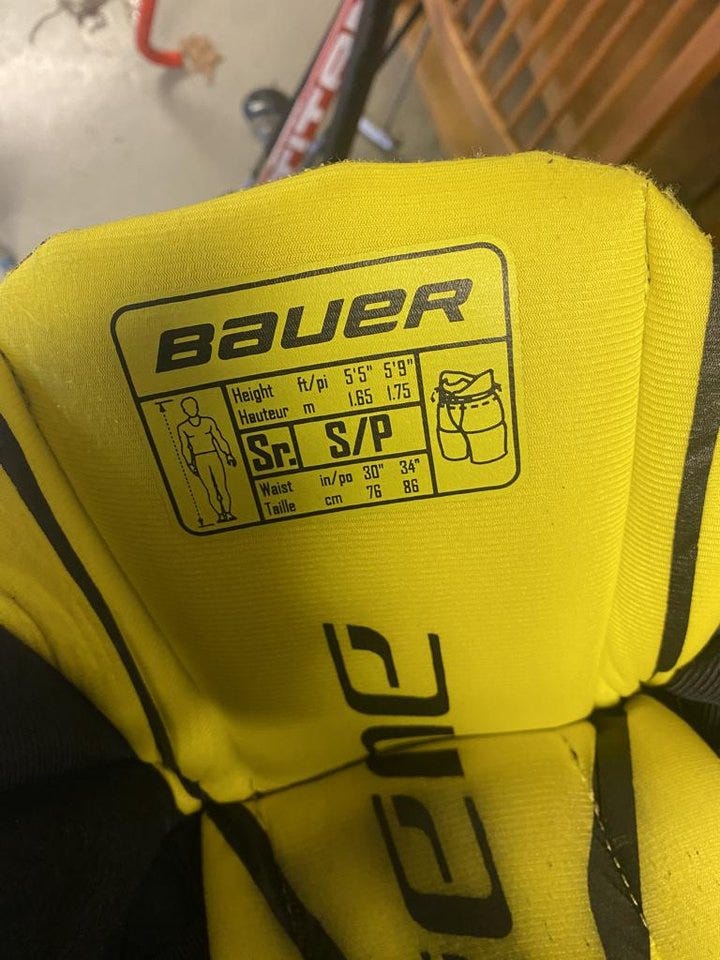 TITAN
BAUER
Height ft/pi 5'5" 5'9"
Hauteur m 1.65 1.75
Sr. S/P
Waist in/po 30" 34"
Taille cm 76 86